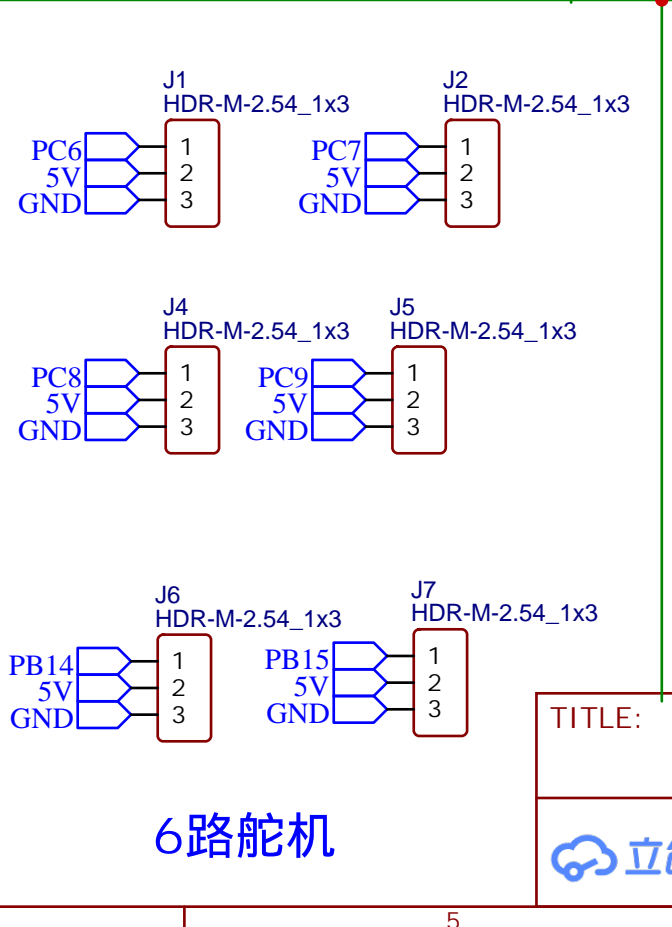 J1
HDR-M-2.54_1x3
PC6
5V
GND
1
2
3
J2
HDR-M-2.54_1x3
PC7
5V
GND
1
2
3
J4
HDR-M-2.54_1x3
PC8
5V
GND
1
2
3
J5
HDR-M-2.54_1x3
PC9
5V
GND
1
2
3
J6
HDR-M-2.54_1x3
PB14
5V
GND
1
2
3
J7
HDR-M-2.54_1x3
PB15
5V
GND
1
2
3
6路舵机
TITLE:
立
5